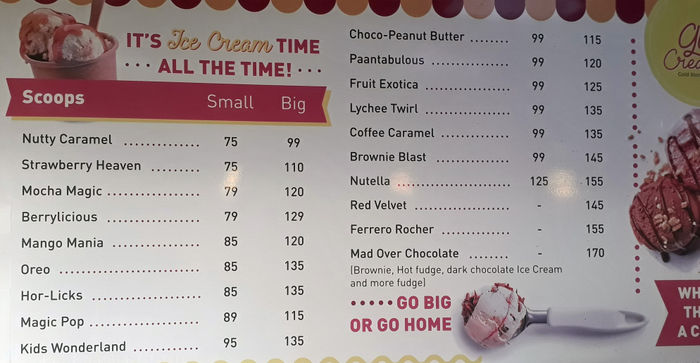 IT'S Ice Cream TIME
ALL THE TIME!
Scoops Small Big
Nutty Caramel ............. 75 99
Strawberry Heaven ........ 75 110
Mocha Magic ................ 79 120
Berrylicious ................. 79 129
Mango Mania ............... 85 120
Oreo ......................... 85 135
Hor-Licks .................... 85 135
Magic Pop .................... 89 115
Kids Wonderland ............ 95 135
Choco-Peanut Butter ........ 99 115
Paantabulous ................ 99 120
Fruit Exotica ................. 99 125
Lychee Twirl ................. 99 135
Coffee Caramel .............. 99 135
Brownie Blast ................ 99 145
Nutella ....................... 125 155
Red Velvet ................... - 145
Ferrero Rocher .............. - 155
Mad Over Chocolate ........ - 170
(Brownie, Hot fudge, dark chocolate Ice Cream
and more fudge)
GO BIG
OR GO HOME
WH
TH
A C